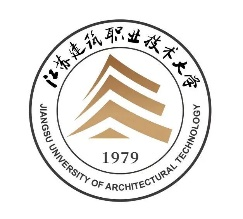 江苏建筑职业技术大学
1979
JIANGSU UNIVERSITY OF ARCHITECTURAL TECHNOLOGY